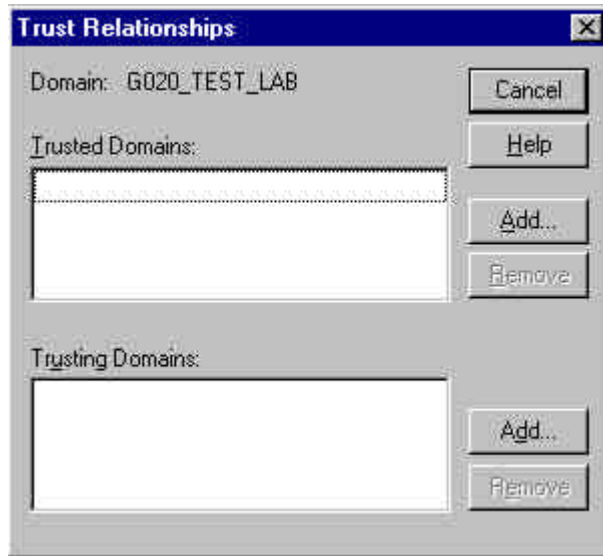 Trust Relationships
Domain: G020_TEST_LAB
Cancel
Trusted Domains:
Help
Add...
Remove
Trusting Domains:
Add...
Remove